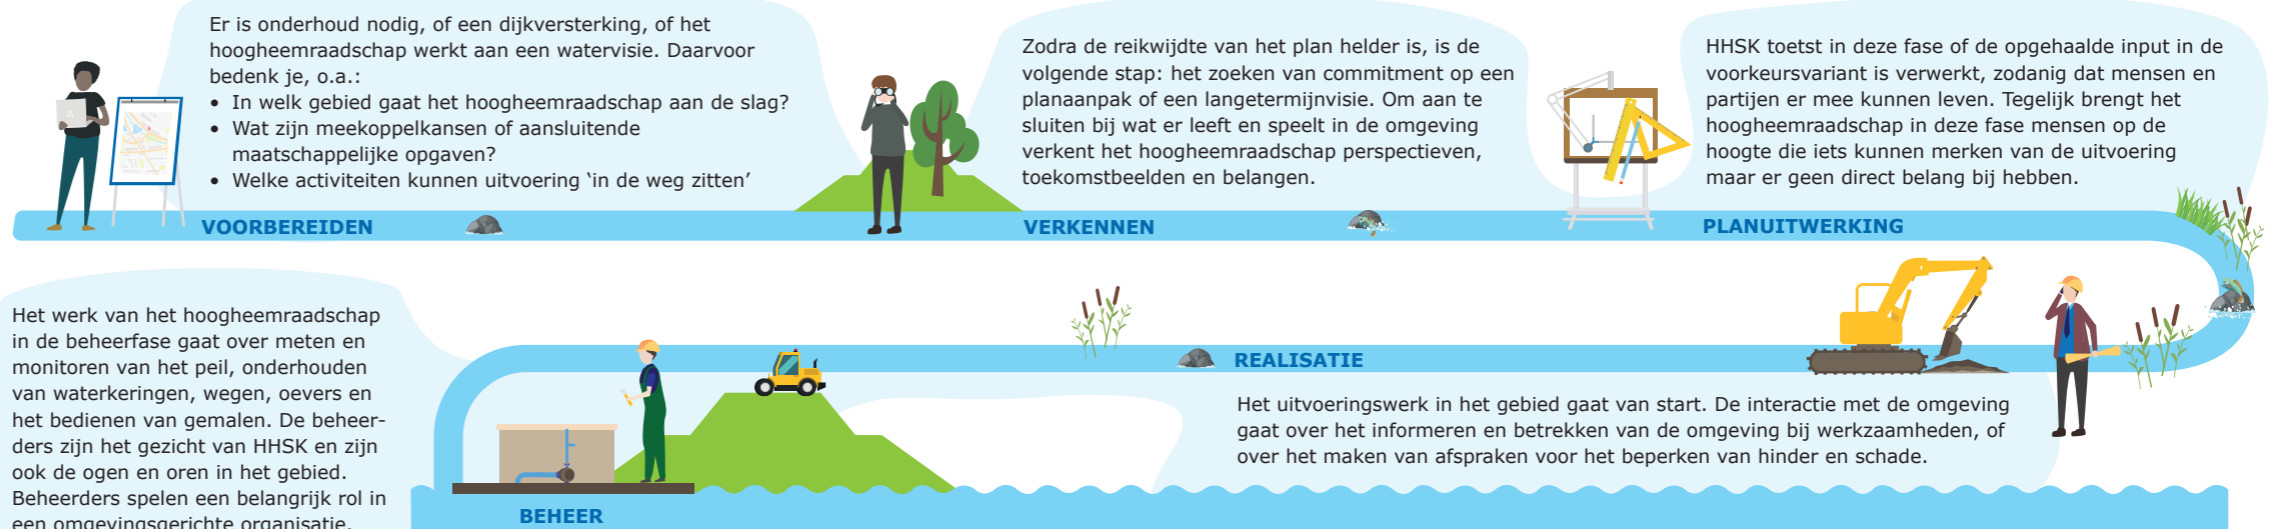 Er is onderhoud nodig, of een dijkversterking, of het
hoogheemraadschap werkt aan een watervisie. Daarvoor
bedenk je, o.a.:
• In welk gebied gaat het hoogheemraadschap aan de slag?
• Wat zijn meekoppelkansen of aansluitende
maatschappelijke opgaven?
• Welke activiteiten kunnen uitvoering ‘in de weg zitten’
VOORBEREIDEN
Zodra de reikwijdte van het plan helder is, is de
volgende stap: het zoeken van commitment op een
planaanpak of een langetermijnvisie. Om aan te
sluiten bij wat er leeft en speelt in de omgeving
verkent het hoogheemraadschap perspectieven,
toekomstbeelden en belangen.
VERKENNEN
HHSK toetst in deze fase of de opgehaalde input in de
voorkeursvariant is verwerkt, zodanig dat mensen en
partijen er mee kunnen leven. Tegelijk brengt het
hoogheemraadschap in deze fase mensen op de
hoogte die iets kunnen merken van de uitvoering
maar er geen direct belang bij hebben.
PLANUITWERKING
REALISATIE
Het uitvoeringswerk in het gebied gaat van start. De interactie met de omgeving
gaat over het informeren en betrekken van de omgeving bij werkzaamheden, of
over het maken van afspraken voor het beperken van hinder en schade.
Het werk van het hoogheemraadschap
in de beheerfase gaat over meten en
monitoren van het peil, onderhouden
van waterkeringen, wegen, oevers en
het bedienen van gemalen. De beheer-
ders zijn het gezicht van HHSK en zijn
ook de ogen en oren in het gebied.
Beheerders spelen een belangrijk rol in
een omgevingsgerichte organisatie.
BEHEER